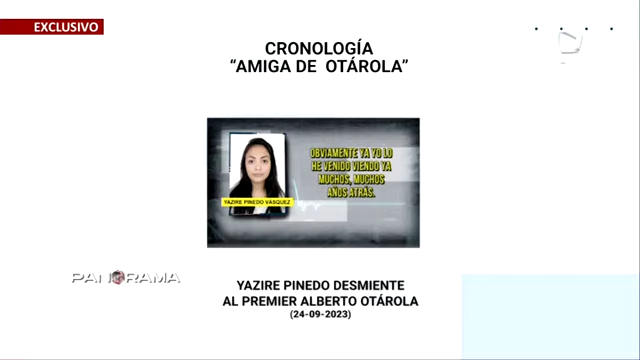 EXCLUSIVO
CRONOLOGÍA
“AMIGA DE OTÁROLA”
OBVIAMENTE YA YO LO
HE VENIDO VIENDO YA
MUCHOS, MUCHOS
AÑOS ATRÁS.
YAZIRE PINEDO VÁSQUEZ
PANORAMA
YAZIRE PINEDO DESMIENTE
AL PREMIER ALBERTO OTÁROLA
(24-09-2023)